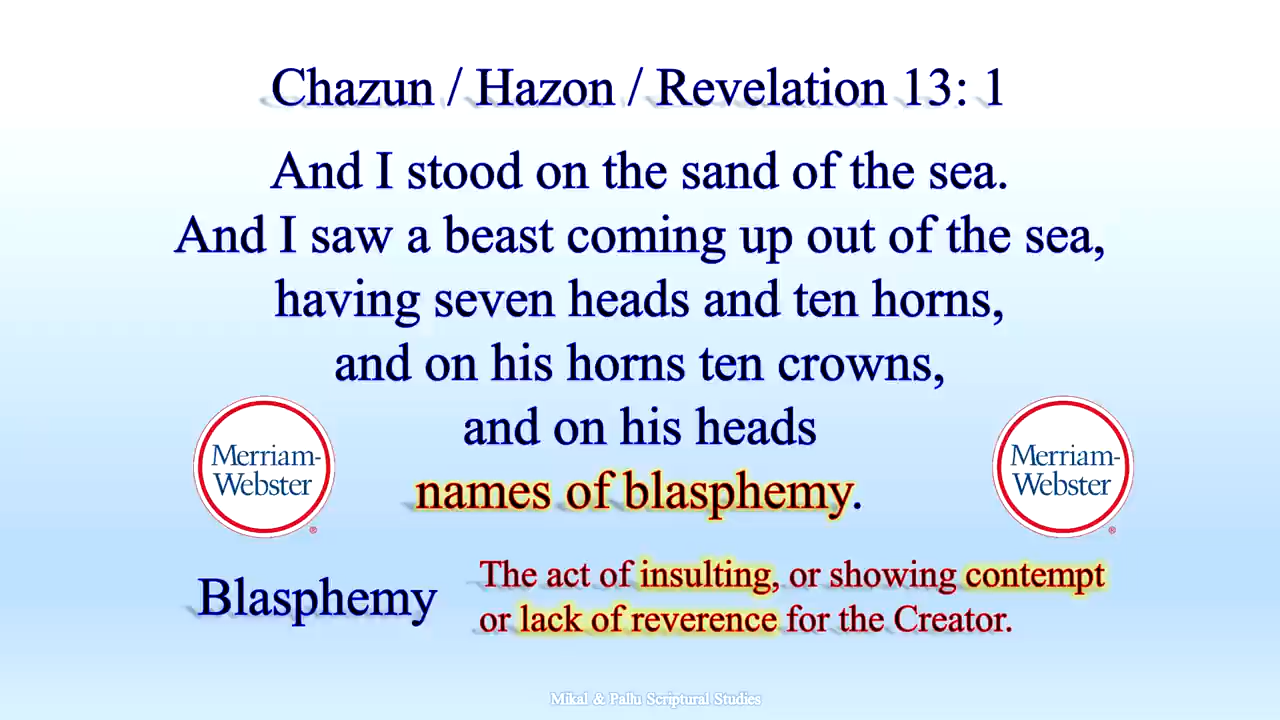 Chazun / Hazon / Revelation 13: 1
And I stood on the sand of the sea.
And I saw a beast coming up out of the sea,
having seven heads and ten horns,
and on his horns ten crowns,
and on his heads
names of blasphemy.
Merriam-
Webster
®
Merriam-
Webster
®
Blasphemy
The act of insulting, or showing contempt
or lack of reverence for the Creator.
Mikal & Pallu Scriptural Studies